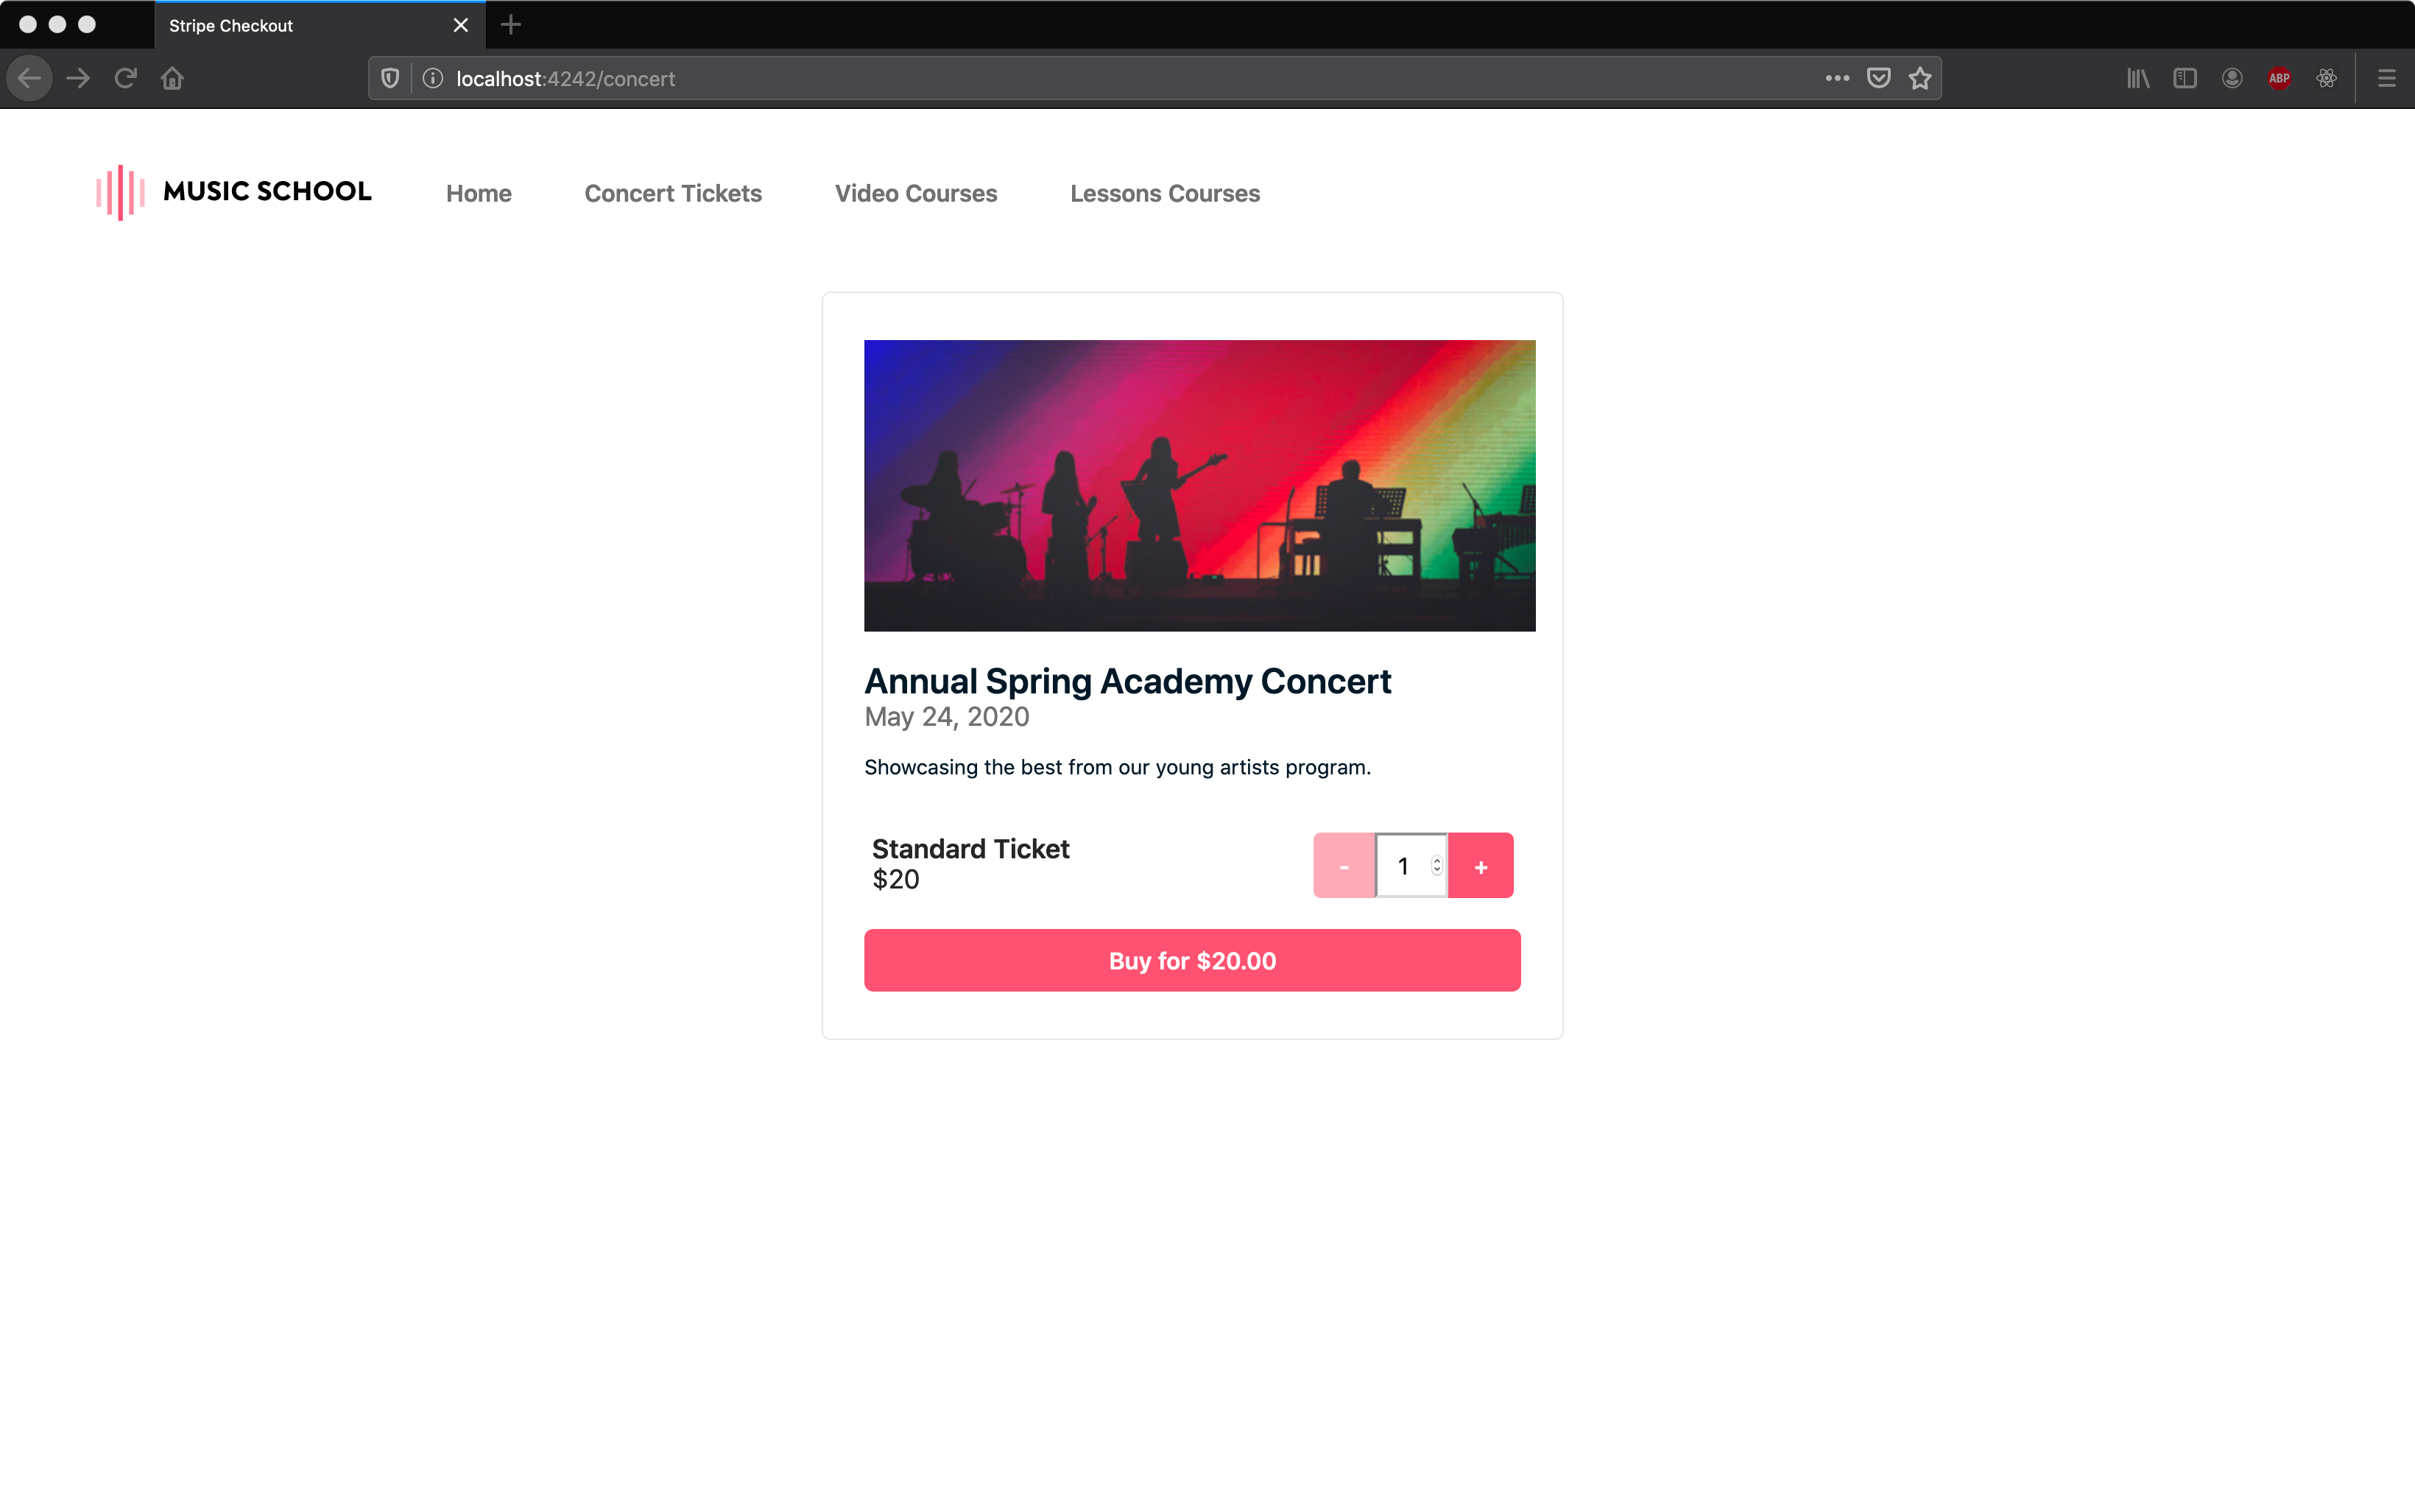 Stripe Checkout
localhost:4242/concert
ABP
MUSIC SCHOOL
Home
Concert Tickets
Video Courses
Lessons Courses
Annual Spring Academy Concert
May 24, 2020
Showcasing the best from our young artists program.
Standard Ticket
$20
-
1
+
Buy for $20.00